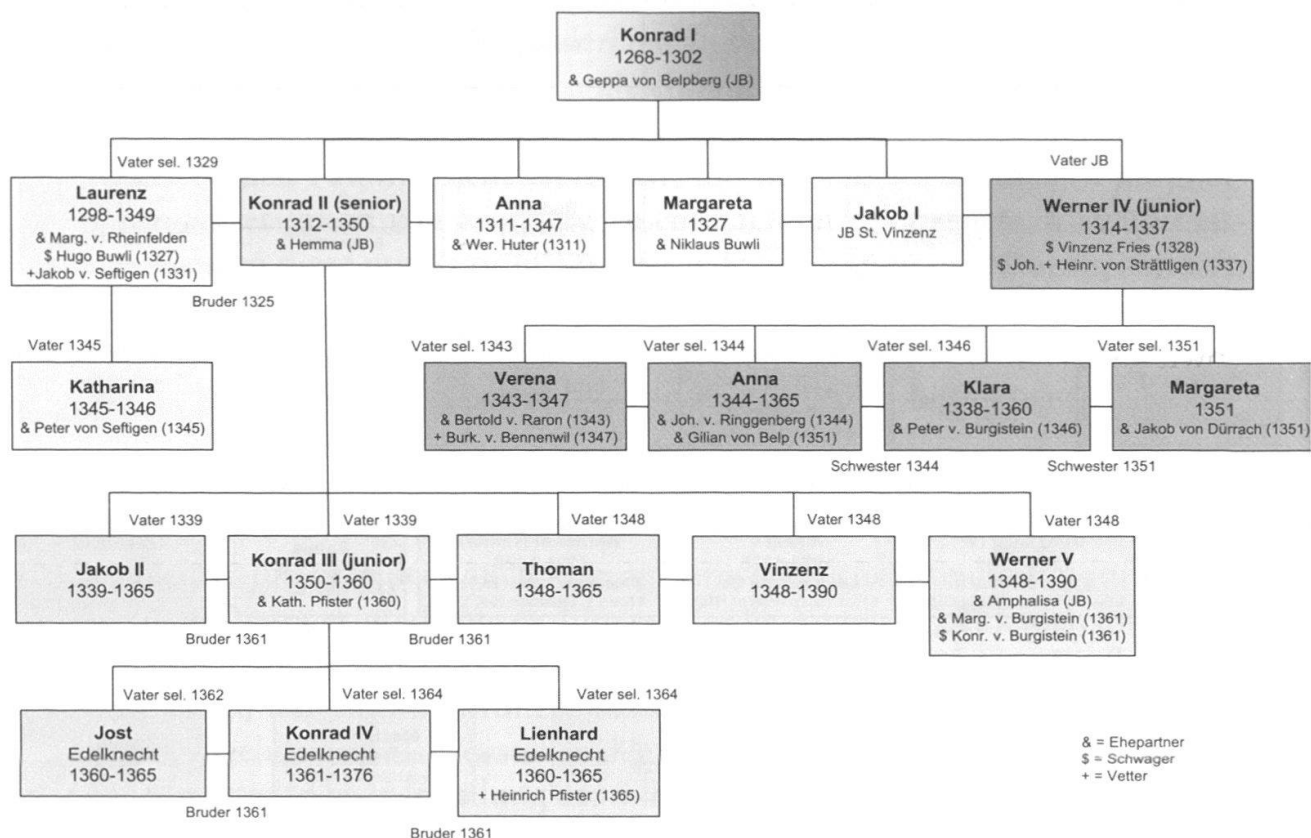 Konrad I
1268-1302
& Geppa von Belpberg (JB)
Vater sel. 1329
Vater JB
Laurenz
1298-1349
& Marg. v. Rheinfelden
$ Hugo Buwli (1327)
+Jakob v. Seftigen (1331)
Konrad II (senior)
1312-1350
& Hemma (JB)
Anna
1311-1347
& Wer. Huter (1311)
Margareta
1327
& Niklaus Buwli
Jakob I
JB St. Vinzenz
Werner IV (junior)
1314-1337
$ Vinzenz Fries (1328)
$ Joh. + Heinr. von Strättligen (1337)
Bruder 1325
Vater 1345
Vater sel. 1343
Vater sel. 1344
Vater sel. 1346
Vater sel. 1351
Katharina
1345-1346
& Peter von Seftigen (1345)
Verena
1343-1347
& Bertold v. Raron (1343)
+ Burk. v. Bennenwil (1347)
Anna
1344-1365
& Joh. v. Ringgenberg (1344)
& Gilian von Belp (1351)
Klara
1338-1360
& Peter v. Burgistein (1346)
Margareta
1351
& Jakob von Dürrach (1351)
Schwester 1344
Schwester 1351
Vater 1339
Vater 1339
Vater 1348
Vater 1348
Vater 1348
Jakob II
1339-1365
Konrad III (junior)
1350-1360
& Kath. Pfister (1360)
Thoman
1348-1365
Vinzenz
1348-1390
Werner V
1348-1390
& Amphalisa (JB)
& Marg. v. Burgistein (1361)
$ Konr. v. Burgistein (1361)
Bruder 1361
Bruder 1361
Vater sel. 1362
Vater sel. 1364
Vater sel. 1364
Jost
Edelknecht
1360-1365
Konrad IV
Edelknecht
1361-1376
Lienhard
Edelknecht
1360-1365
+ Heinrich Pfister (1365)
Bruder 1361
Bruder 1361
& = Ehepartner
$ = Schwager
+ = Vetter